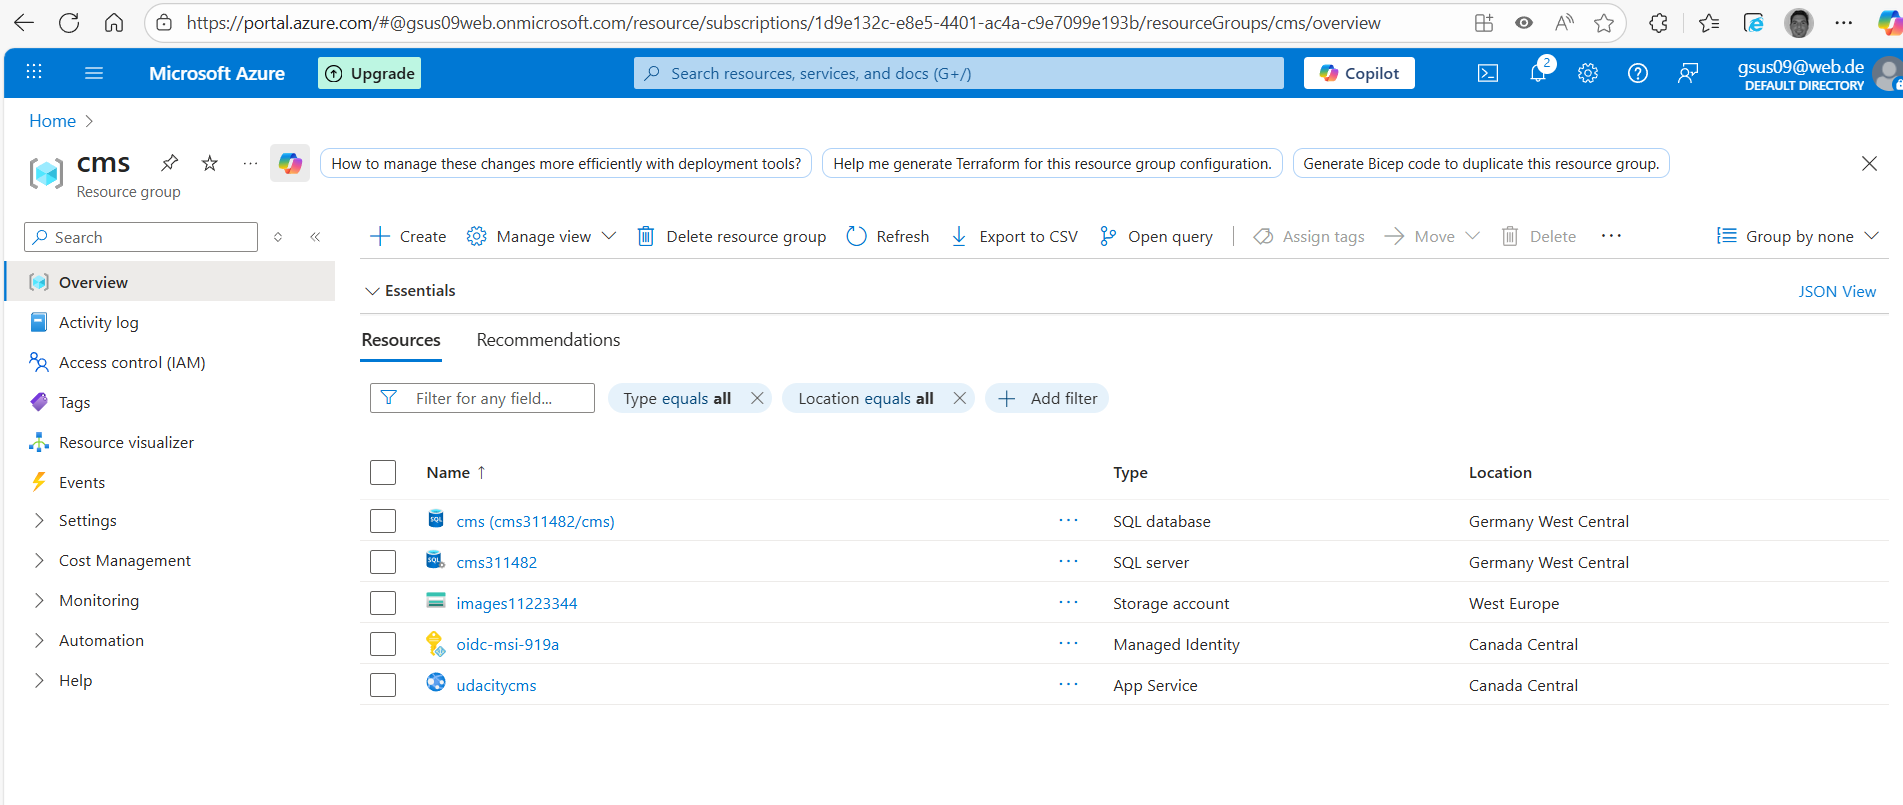 https://portal.azure.com/#@gsus09web.onmicrosoft.com/resource/subscriptions/1d9e132c-e8e5-4401-ac4a-c9e7099e193b/resourceGroups/cms/overview
Microsoft Azure
Upgrade
Search resources, services, and docs (G+/)
Copilot
2
gsus09@web.de
DEFAULT DIRECTORY
Home
cms
Resource group
How to manage these changes more efficiently with deployment tools?
Help me generate Terraform for this resource group configuration.
Generate Bicep code to duplicate this resource group.
Search
Create
Manage view
Delete resource group
Refresh
Export to CSV
Open query
Assign tags
Move
Delete
Group by none
Overview
Activity log
Access control (IAM)
Tags
Resource visualizer
Events
Settings
Cost Management
Monitoring
Automation
Help
Essentials
JSON View
Resources
Recommendations
Filter for any field...
Type equals all
Location equals all
Add filter
Name ↑ Type Location
cms (cms311482/cms) SQL database Germany West Central
cms311482 SQL server Germany West Central
images11223344 Storage account West Europe
oidc-msi-919a Managed Identity Canada Central
udacitycms App Service Canada Central